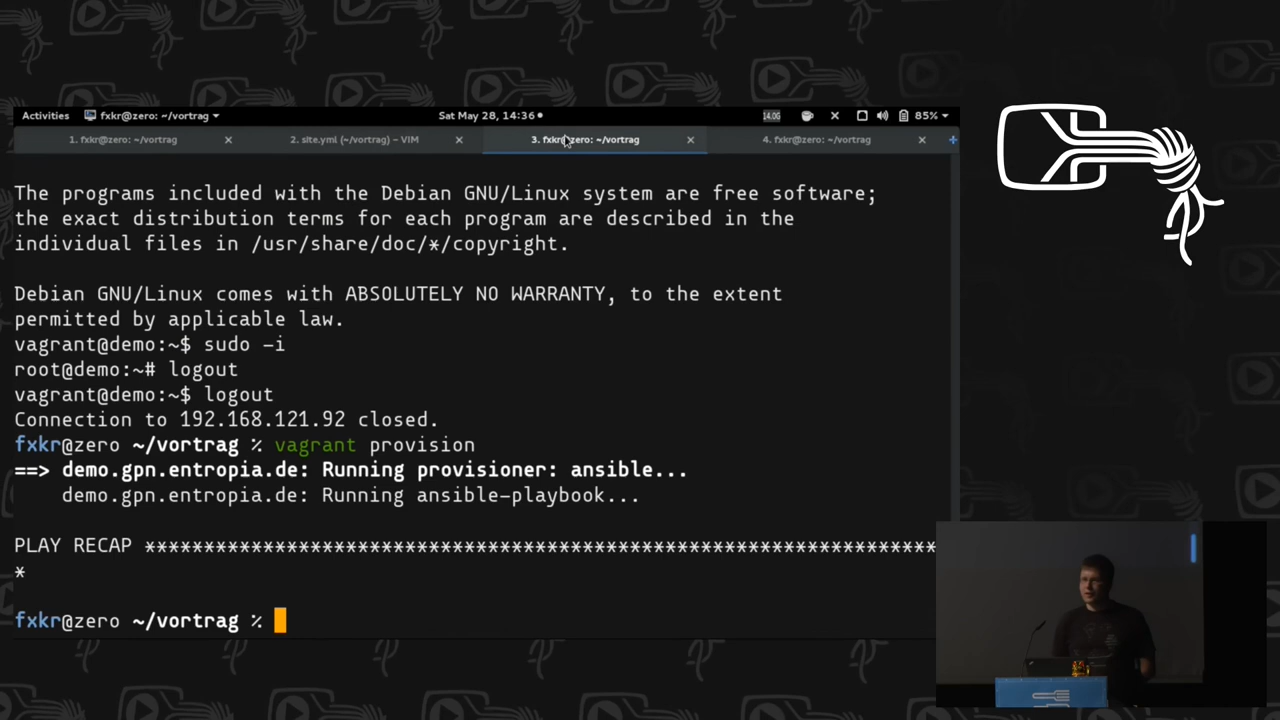 Activities fxkr@zero: ~/vortrag Sat May 28, 14:36 14.0G 85%
1. fxkr@zero: ~/vortrag 2. site.yml (~/vortrag) – VIM 3. fxkr@zero: ~/vortrag 4. fxkr@zero: ~/vortrag
The programs included with the Debian GNU/Linux system are free software;
the exact distribution terms for each program are described in the
individual files in /usr/share/doc/*/copyright.
Debian GNU/Linux comes with ABSOLUTELY NO WARRANTY, to the extent
permitted by applicable law.
vagrant@demo:~$ sudo -i
root@demo:~# logout
vagrant@demo:~$ logout
Connection to 192.168.121.92 closed.
fxkr@zero ~/vortrag % vagrant provision
==> demo.gpn.entropia.de: Running provisioner: ansible...
demo.gpn.entropia.de: Running ansible-playbook...
PLAY RECAP *******************************************************************
*
fxkr@zero ~/vortrag %